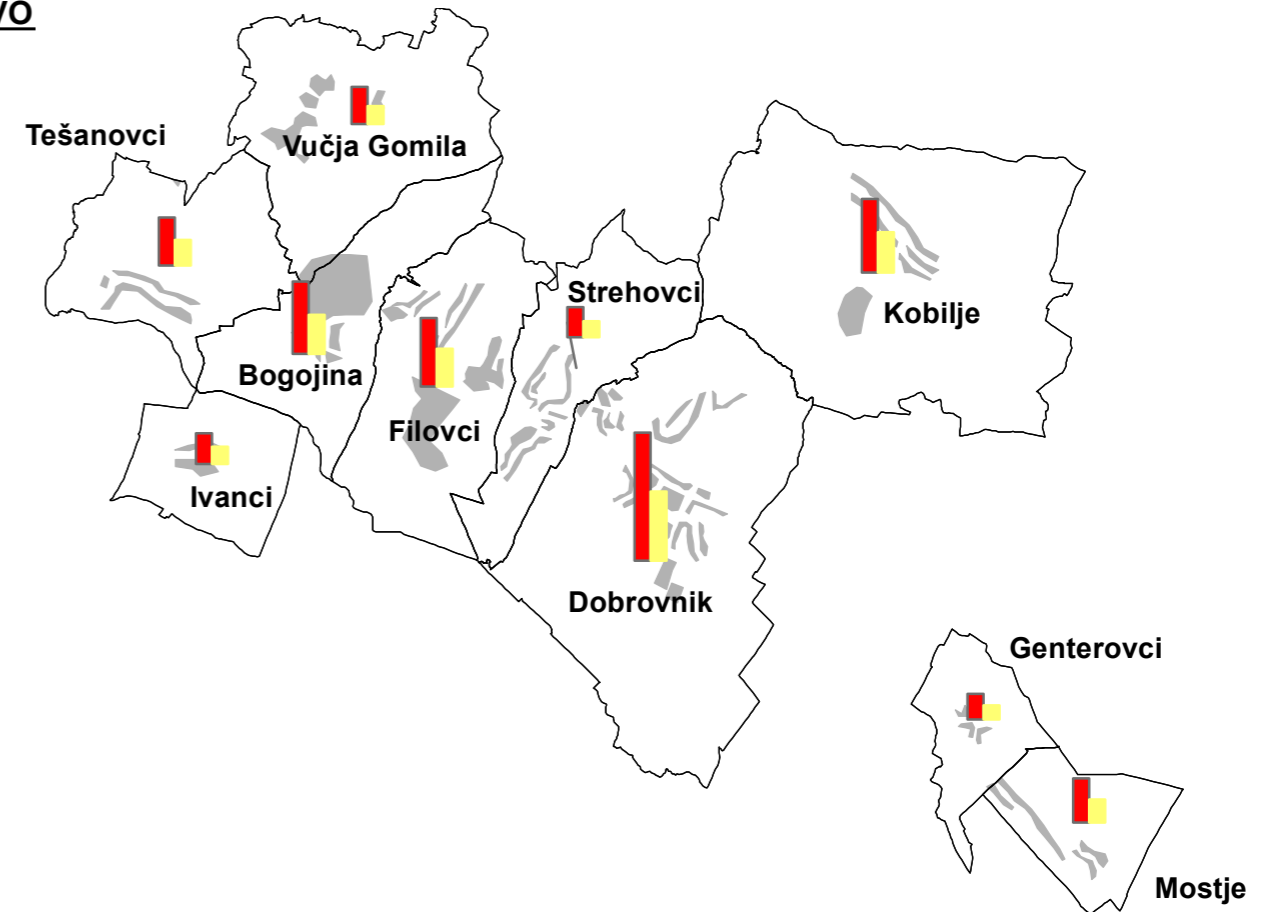 VO
Tešanovci
Vučja Gomila
Strehovci
Kobilje
Bogojina
Filovci
Ivanci
Dobrovnik
Genterovci
Mostje